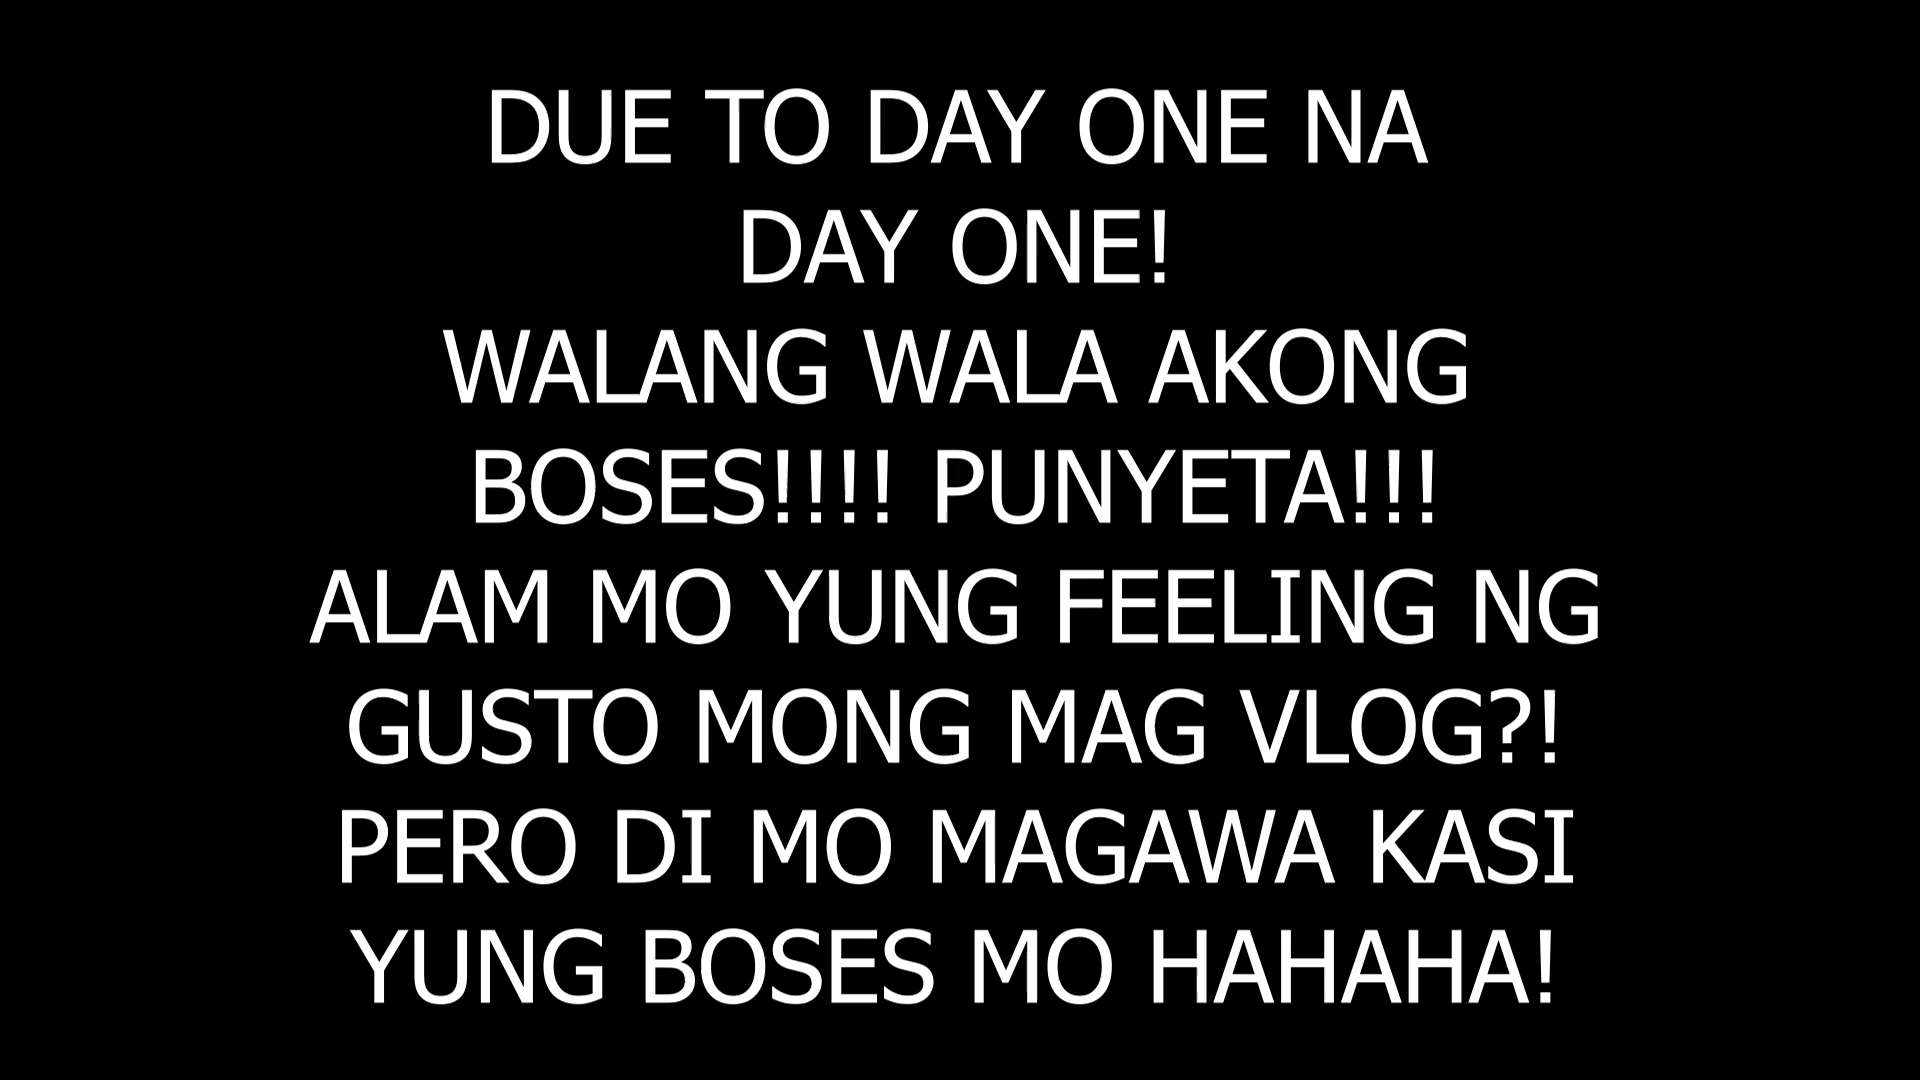 DUE TO DAY ONE NA
DAY ONE!
WALANG WALA AKONG
BOSES!!!! PUNYETA!!!
ALAM MO YUNG FEELING NG
GUSTO MONG MAG VLOG?!
PERO DI MO MAGAWA KASI
YUNG BOSES MO HAHAHA!